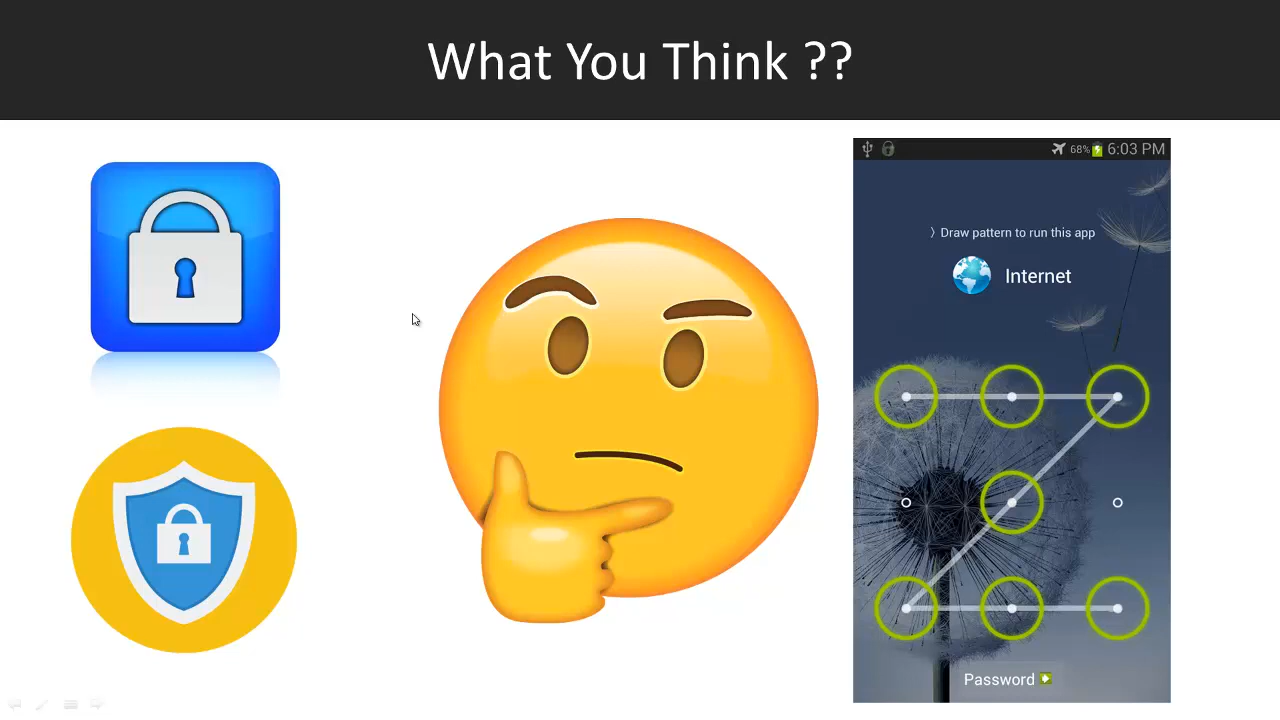 What You Think ??
68% 6:03 PM
〉Draw pattern to run this app
Internet
Password